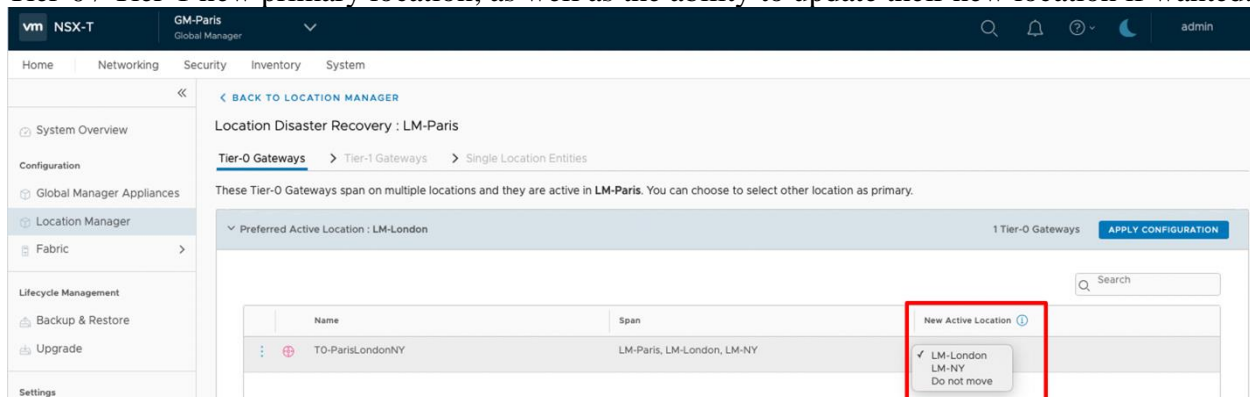 Tier-0/ Tier-1 new primary location, as well as the ability to update their new location if wanted.
vm NSX-T GM-Paris Global Manager admin
Home Networking Security Inventory System
« < BACK TO LOCATION MANAGER
System Overview
Location Disaster Recovery : LM-Paris
Configuration
Tier-0 Gateways > Tier-1 Gateways > Single Location Entities
Global Manager Appliances
These Tier-0 Gateways span on multiple locations and they are active in LM-Paris. You can choose to select other location as primary.
Location Manager
Preferred Active Location : LM-London 1 Tier-0 Gateways APPLY CONFIGURATION
Fabric >
Search
Lifecycle Management
Backup & Restore
Name Span New Active Location
Upgrade
T0-ParisLondonNY LM-Paris, LM-London, LM-NY
✓ LM-London
LM-NY
Do not move
Settings